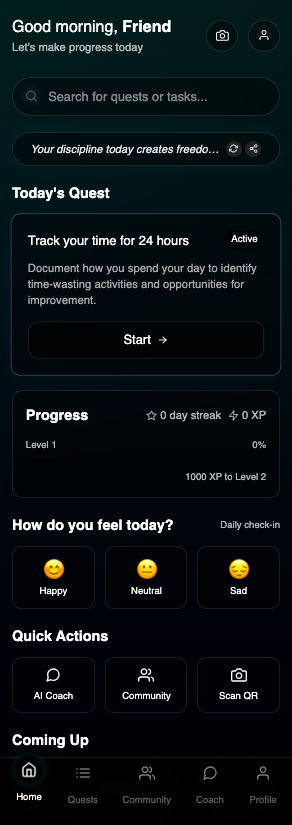 Good morning, Friend
Let's make progress today
Search for quests or tasks...
Your discipline today creates freedo...
Today's Quest
Track your time for 24 hours
Active
Document how you spend your day to identify
time-wasting activities and opportunities for
improvement.
Start →
Progress
0 day streak
0 XP
Level 1
0%
1000 XP to Level 2
How do you feel today?
Daily check-in
Happy
Neutral
Sad
Quick Actions
AI Coach
Community
Scan QR
Coming Up
Home
Quests
Community
Coach
Profile